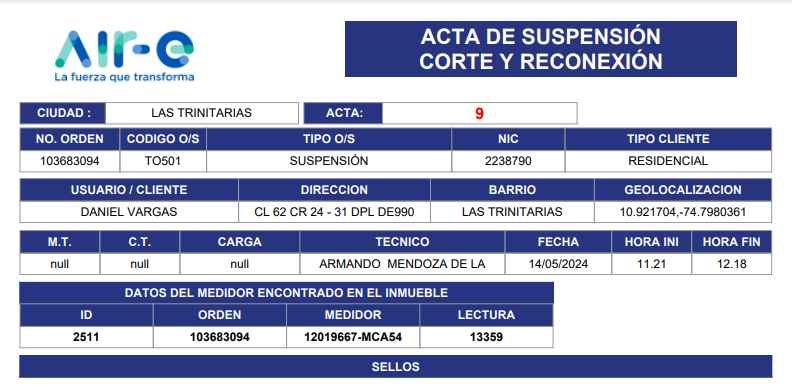 AIr-e
La fuerza que transforma
ACTA DE SUSPENSIÓN
CORTE Y RECONEXIÓN
CIUDAD : LAS TRINITARIAS ACTA: 9
NO. ORDEN CODIGO O/S TIPO O/S NIC TIPO CLIENTE
103683094 TO501 SUSPENSIÓN 2238790 RESIDENCIAL
USUARIO / CLIENTE DIRECCION BARRIO GEOLOCALIZACION
DANIEL VARGAS CL 62 CR 24 - 31 DPL DE990 LAS TRINITARIAS 10.921704,-74.7980361
M.T. C.T. CARGA TECNICO FECHA HORA INI HORA FIN
null null null ARMANDO MENDOZA DE LA 14/05/2024 11.21 12.18
DATOS DEL MEDIDOR ENCONTRADO EN EL INMUEBLE
ID ORDEN MEDIDOR LECTURA
2511 103683094 12019667-MCA54 13359
SELLOS